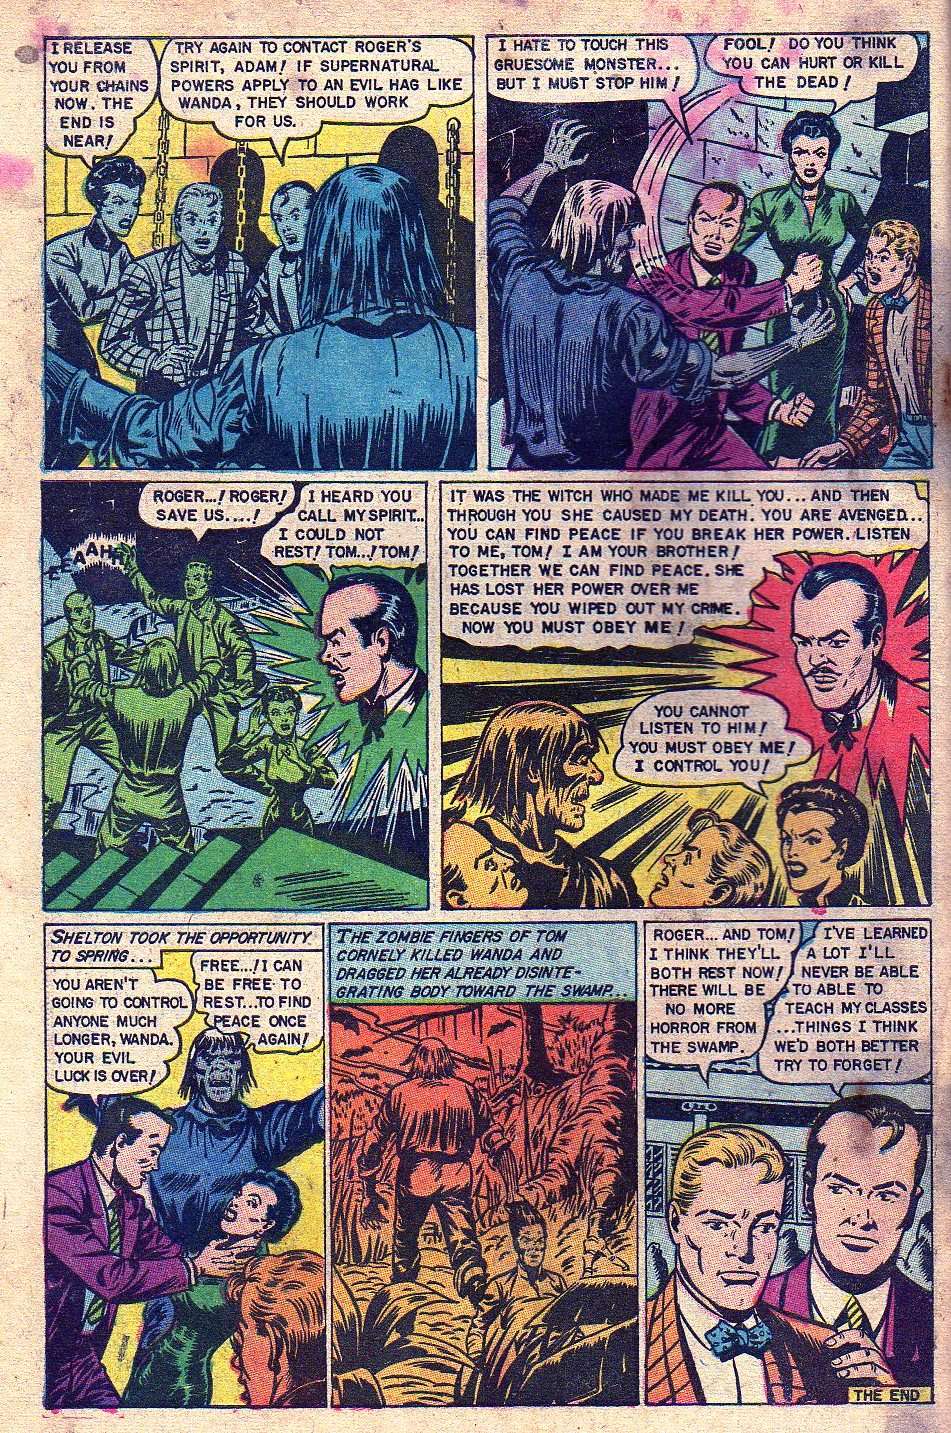 I RELEASE
YOU FROM
YOUR CHAINS
NOW. THE
END IS
NEAR!
TRY AGAIN TO CONTACT ROGER'S
SPIRIT, ADAM! IF SUPERNATURAL
POWERS APPLY TO AN EVIL HAG LIKE
WANDA, THEY SHOULD WORK
FOR US.
I HATE TO TOUCH THIS
GRUESOME MONSTER...
BUT I MUST STOP HIM!
FOOL! DO YOU THINK
YOU CAN HURT OR KILL
THE DEAD!
EEAAHH
ROGER...! ROGER!
SAVE US....!
I HEARD YOU
CALL MY SPIRIT...
I COULD NOT
REST! TOM...! TOM!
IT WAS THE WITCH WHO MADE ME KILL YOU... AND THEN
THROUGH YOU SHE CAUSED MY DEATH. YOU ARE AVENGED...
YOU CAN FIND PEACE IF YOU BREAK HER POWER. LISTEN
TO ME, TOM! I AM YOUR BROTHER!
TOGETHER WE CAN FIND PEACE. SHE
HAS LOST HER POWER OVER ME
BECAUSE YOU WIPED OUT MY CRIME.
NOW YOU MUST OBEY ME!
YOU CANNOT
LISTEN TO HIM!
YOU MUST OBEY ME!
I CONTROL YOU!
SHELTON TOOK THE OPPORTUNITY
TO SPRING...
YOU AREN'T
GOING TO CONTROL
ANYONE MUCH
LONGER, WANDA.
YOUR EVIL
LUCK IS OVER!
FREE...! I CAN
BE FREE TO
REST...TO FIND
PEACE ONCE
AGAIN!
THE ZOMBIE FINGERS OF TOM
CORNELY KILLED WANDA AND
DRAGGED HER ALREADY DISINTE-
GRATING BODY TOWARD THE SWAMP...
ROGER... AND TOM!
I THINK THEY'LL
BOTH REST NOW!
THERE WILL BE
NO MORE
HORROR FROM
THE SWAMP.
I'VE LEARNED
A LOT I'LL
NEVER BE ABLE
TO ABLE TO
TEACH MY CLASSES
...THINGS I THINK
WE'D BOTH BETTER
TRY TO FORGET!
THE END